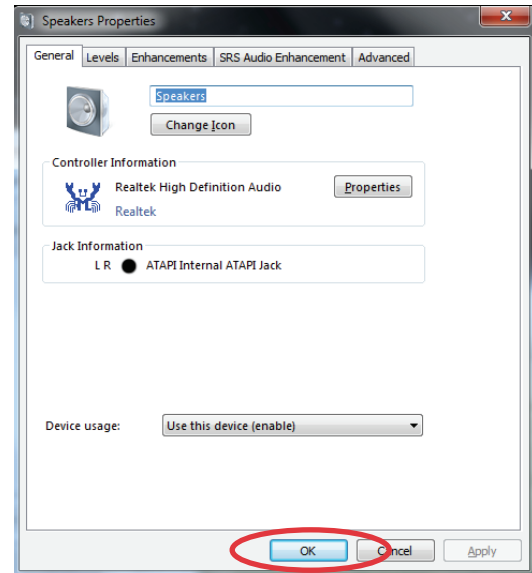 Speakers Properties
General Levels Enhancements SRS Audio Enhancement Advanced
Speakers
Change Icon
Controller Information
Realtek High Definition Audio Properties
Realtek
Jack Information
L R ATAPI Internal ATAPI Jack
Device usage: Use this device (enable)
OK Cancel Apply